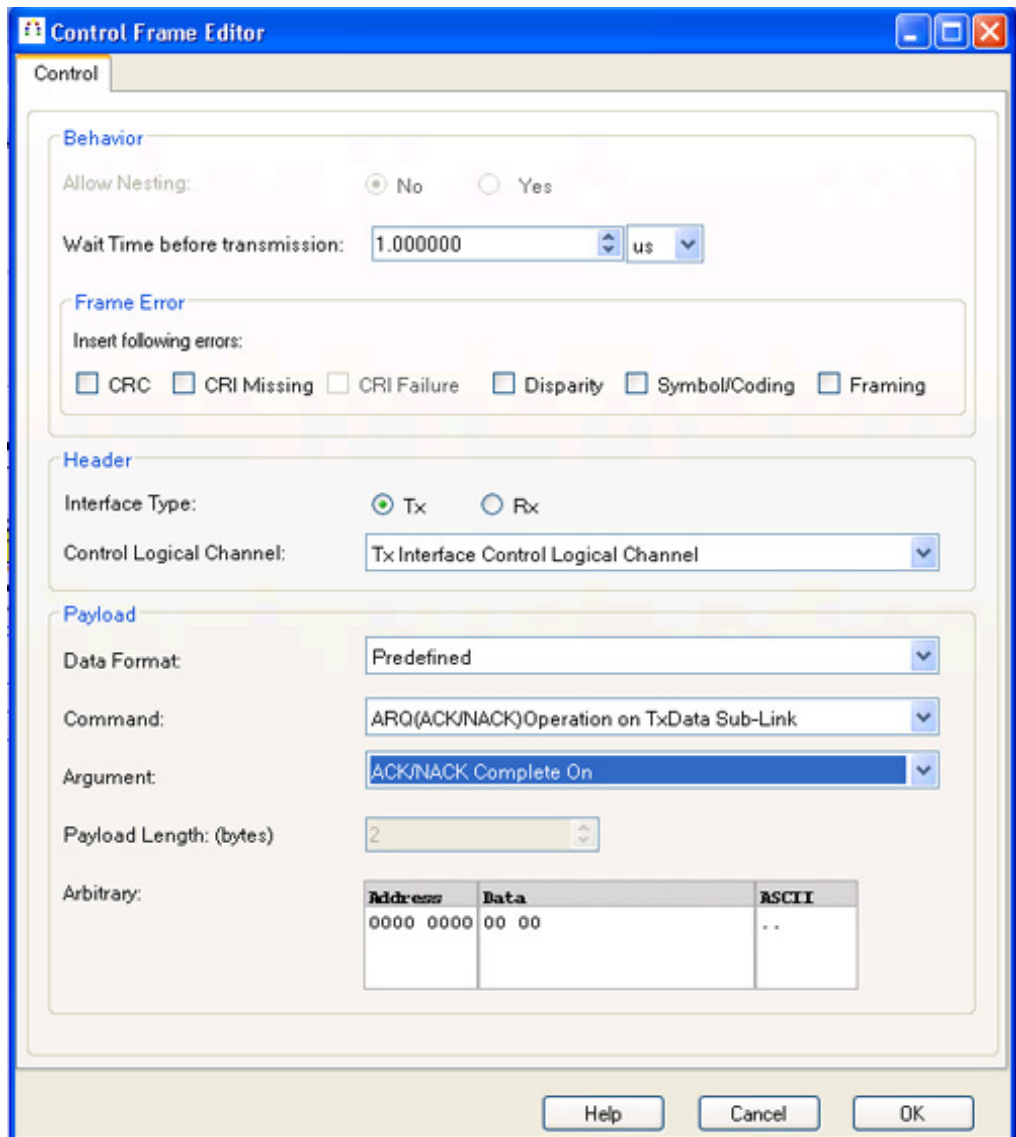 Control Frame Editor
Control
Behavior
Allow Nesting: No Yes
Wait Time before transmission: 1.000000 us
Frame Error
Insert following errors:
CRC CRI Missing CRI Failure Disparity Symbol/Coding Framing
Header
Interface Type: Tx Rx
Control Logical Channel: Tx Interface Control Logical Channel
Payload
Data Format: Predefined
Command: ARQ(ACK/NACK)Operation on TxData Sub-Link
Argument: ACK/NACK Complete On
Payload Length: (bytes) 2
Arbitrary: Address Data ASCII
0000 0000 00 00 ..
Help Cancel OK